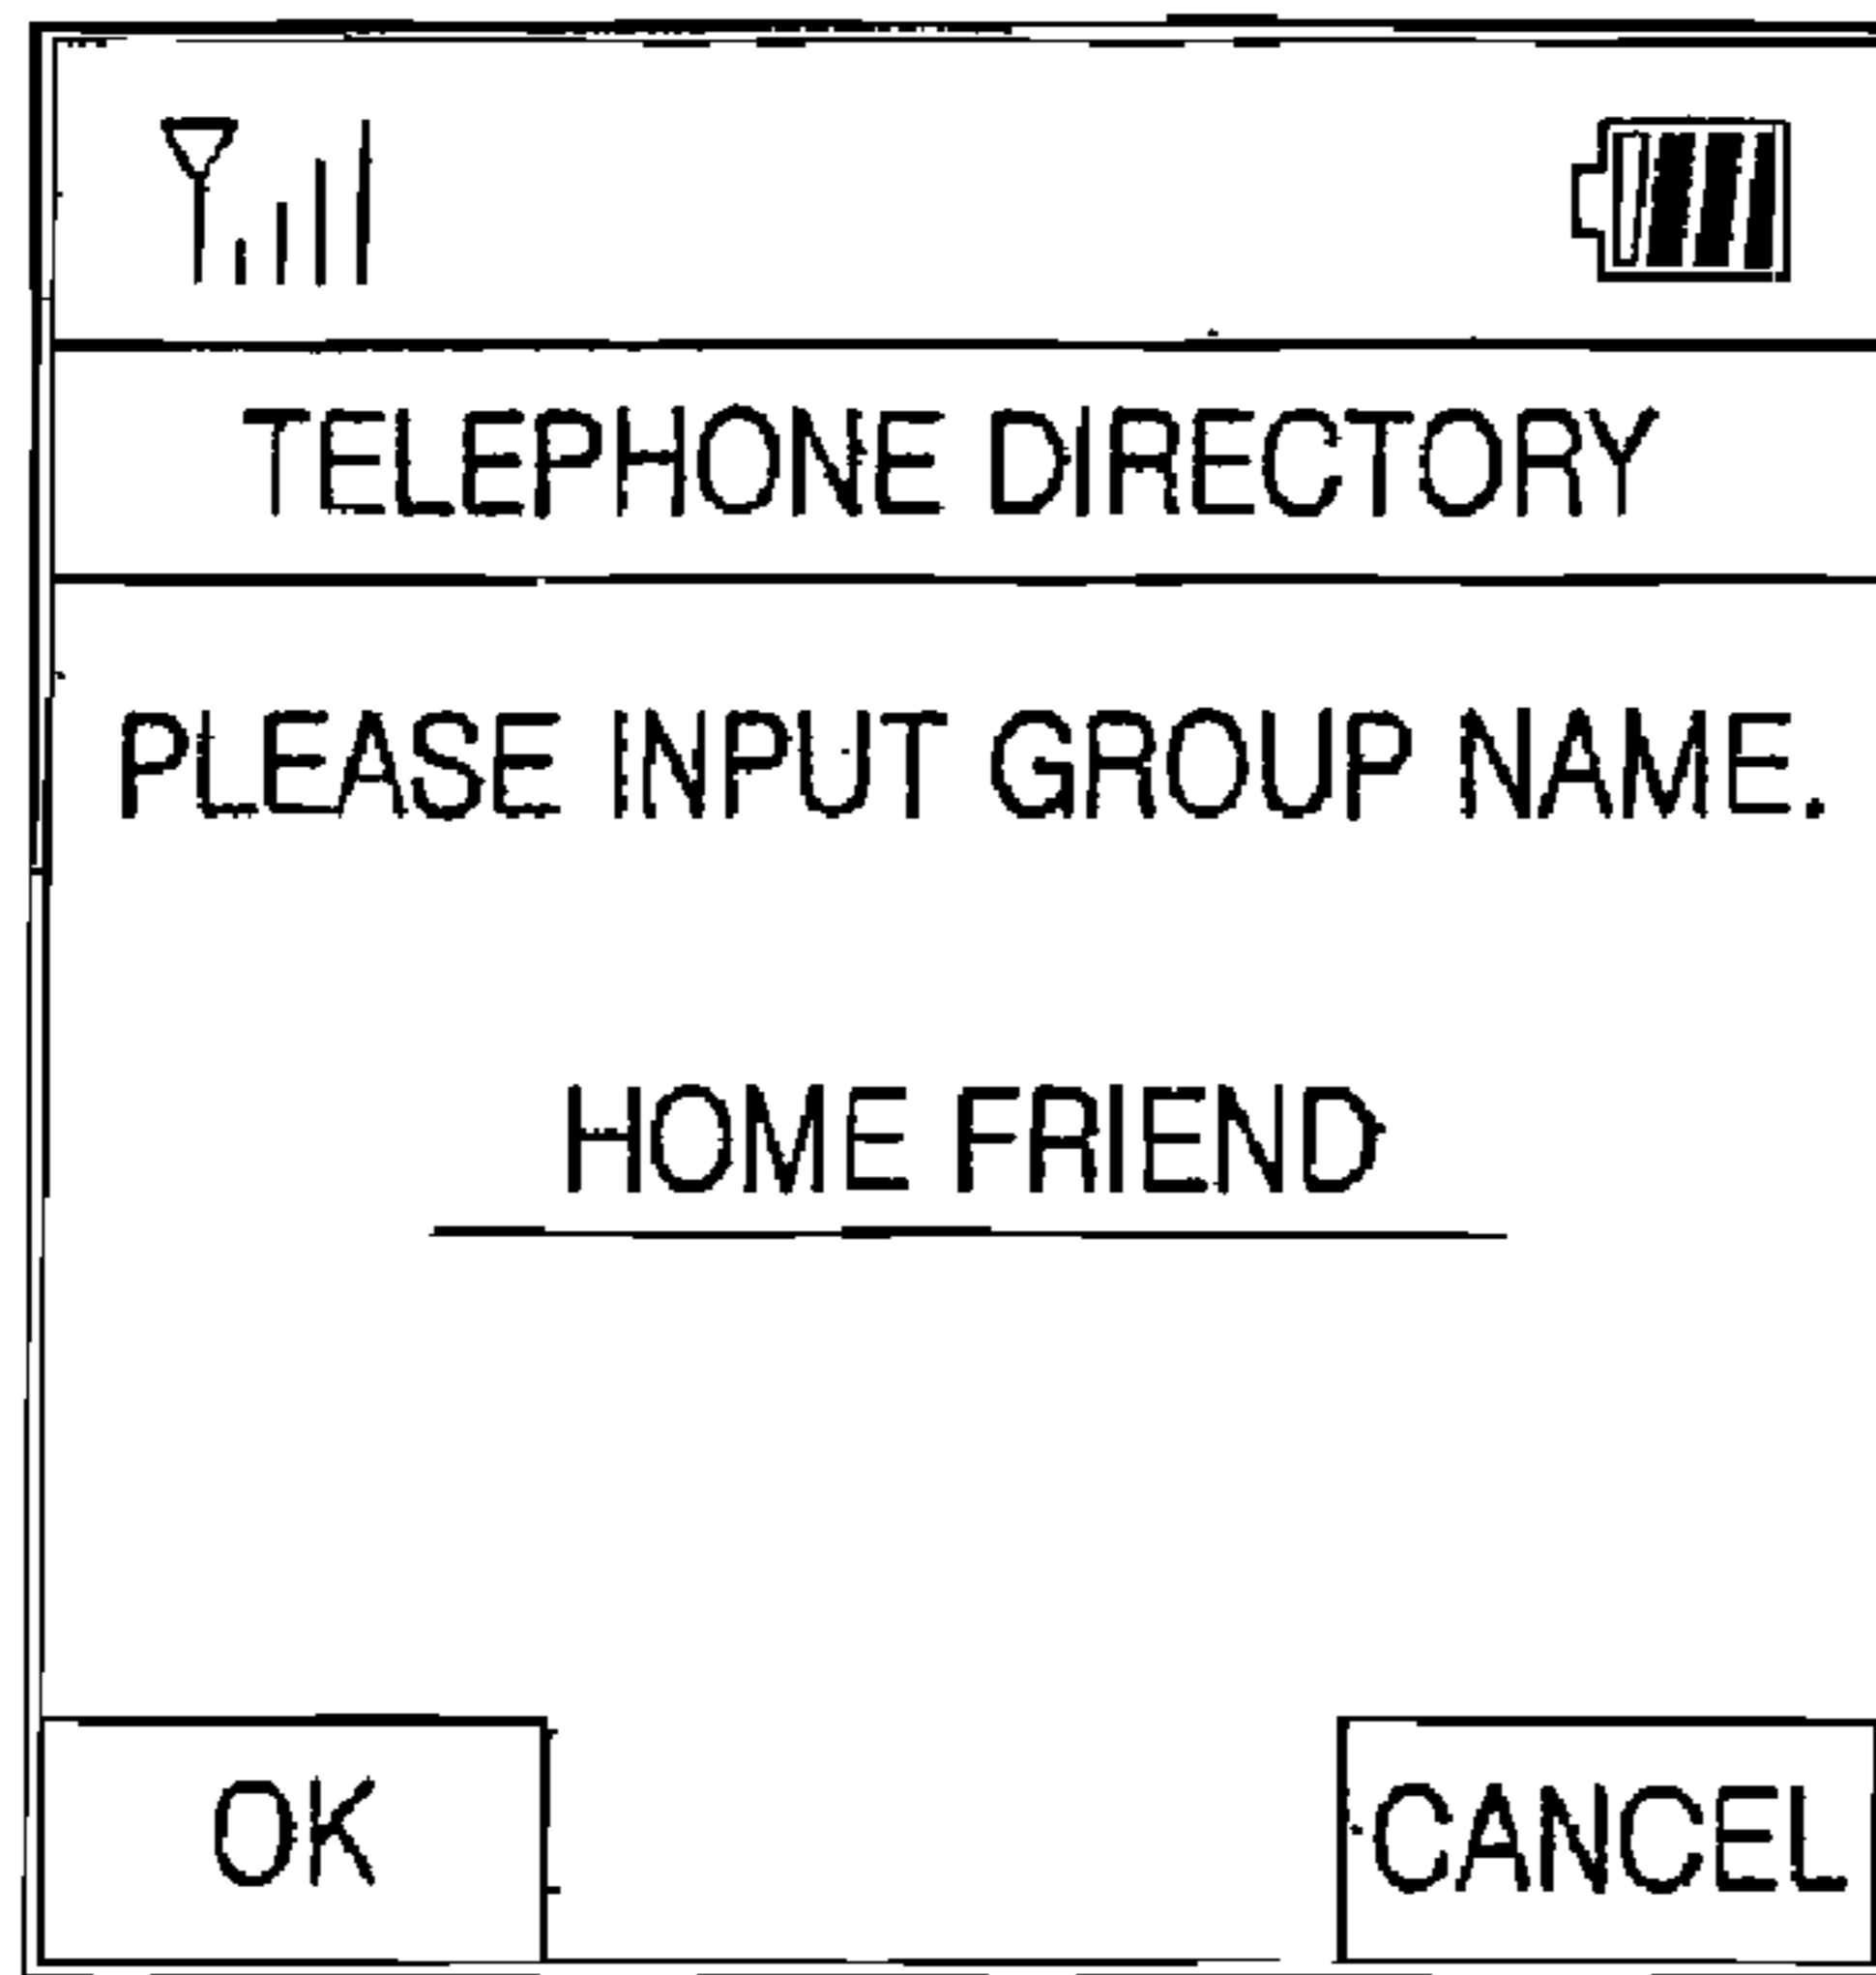 TELEPHONE DIRECTORY
PLEASE INPUT GROUP NAME.
HOME FRIEND
OK
CANCEL